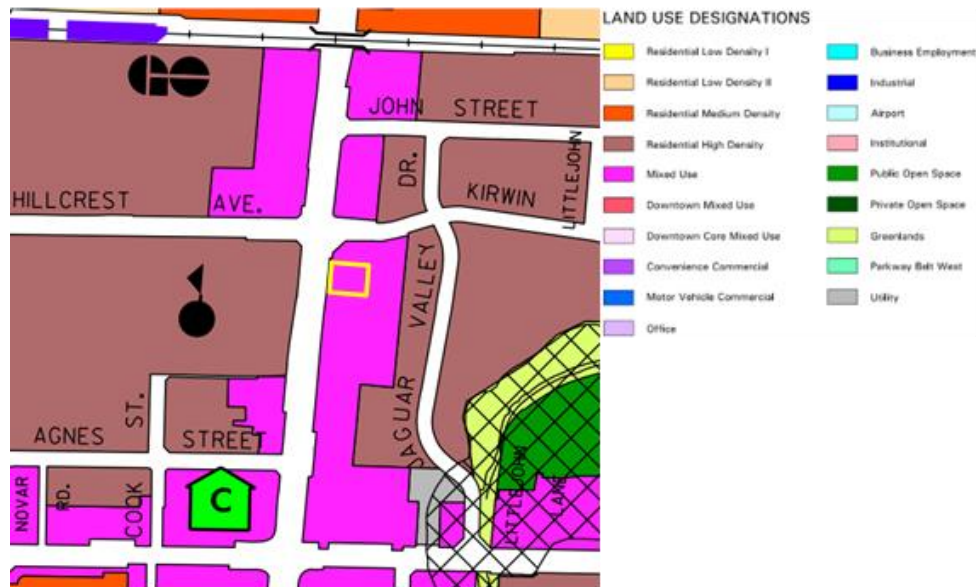 JOHN STREET
DR.
LITTLEJOHN
KIRWIN
HILLCREST AVE.
VALLEY
JAGUAR
ST.
AGNES STREET
NOVAR
RD.
COOK
C
LITTLEJOHN
LANE
LAND USE DESIGNATIONS
Residential Low Density I
Residential Low Density II
Residential Medium Density
Residential High Density
Mixed Use
Downtown Mixed Use
Downtown Core Mixed Use
Convenience Commercial
Motor Vehicle Commercial
Office
Business Employment
Industrial
Airport
Institutional
Public Open Space
Private Open Space
Greenlands
Parkway Belt West
Utility